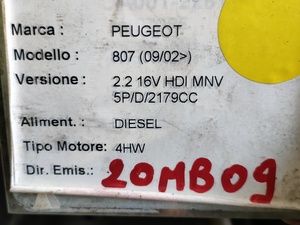 Marca : PEUGEOT
Modello : 807 (09/02>)
Versione : 2.2 16V HDI MNV
5P/D/2179CC
Aliment. : DIESEL
Tipo Motore: 4HW
Dir. Emis.: 20MB09